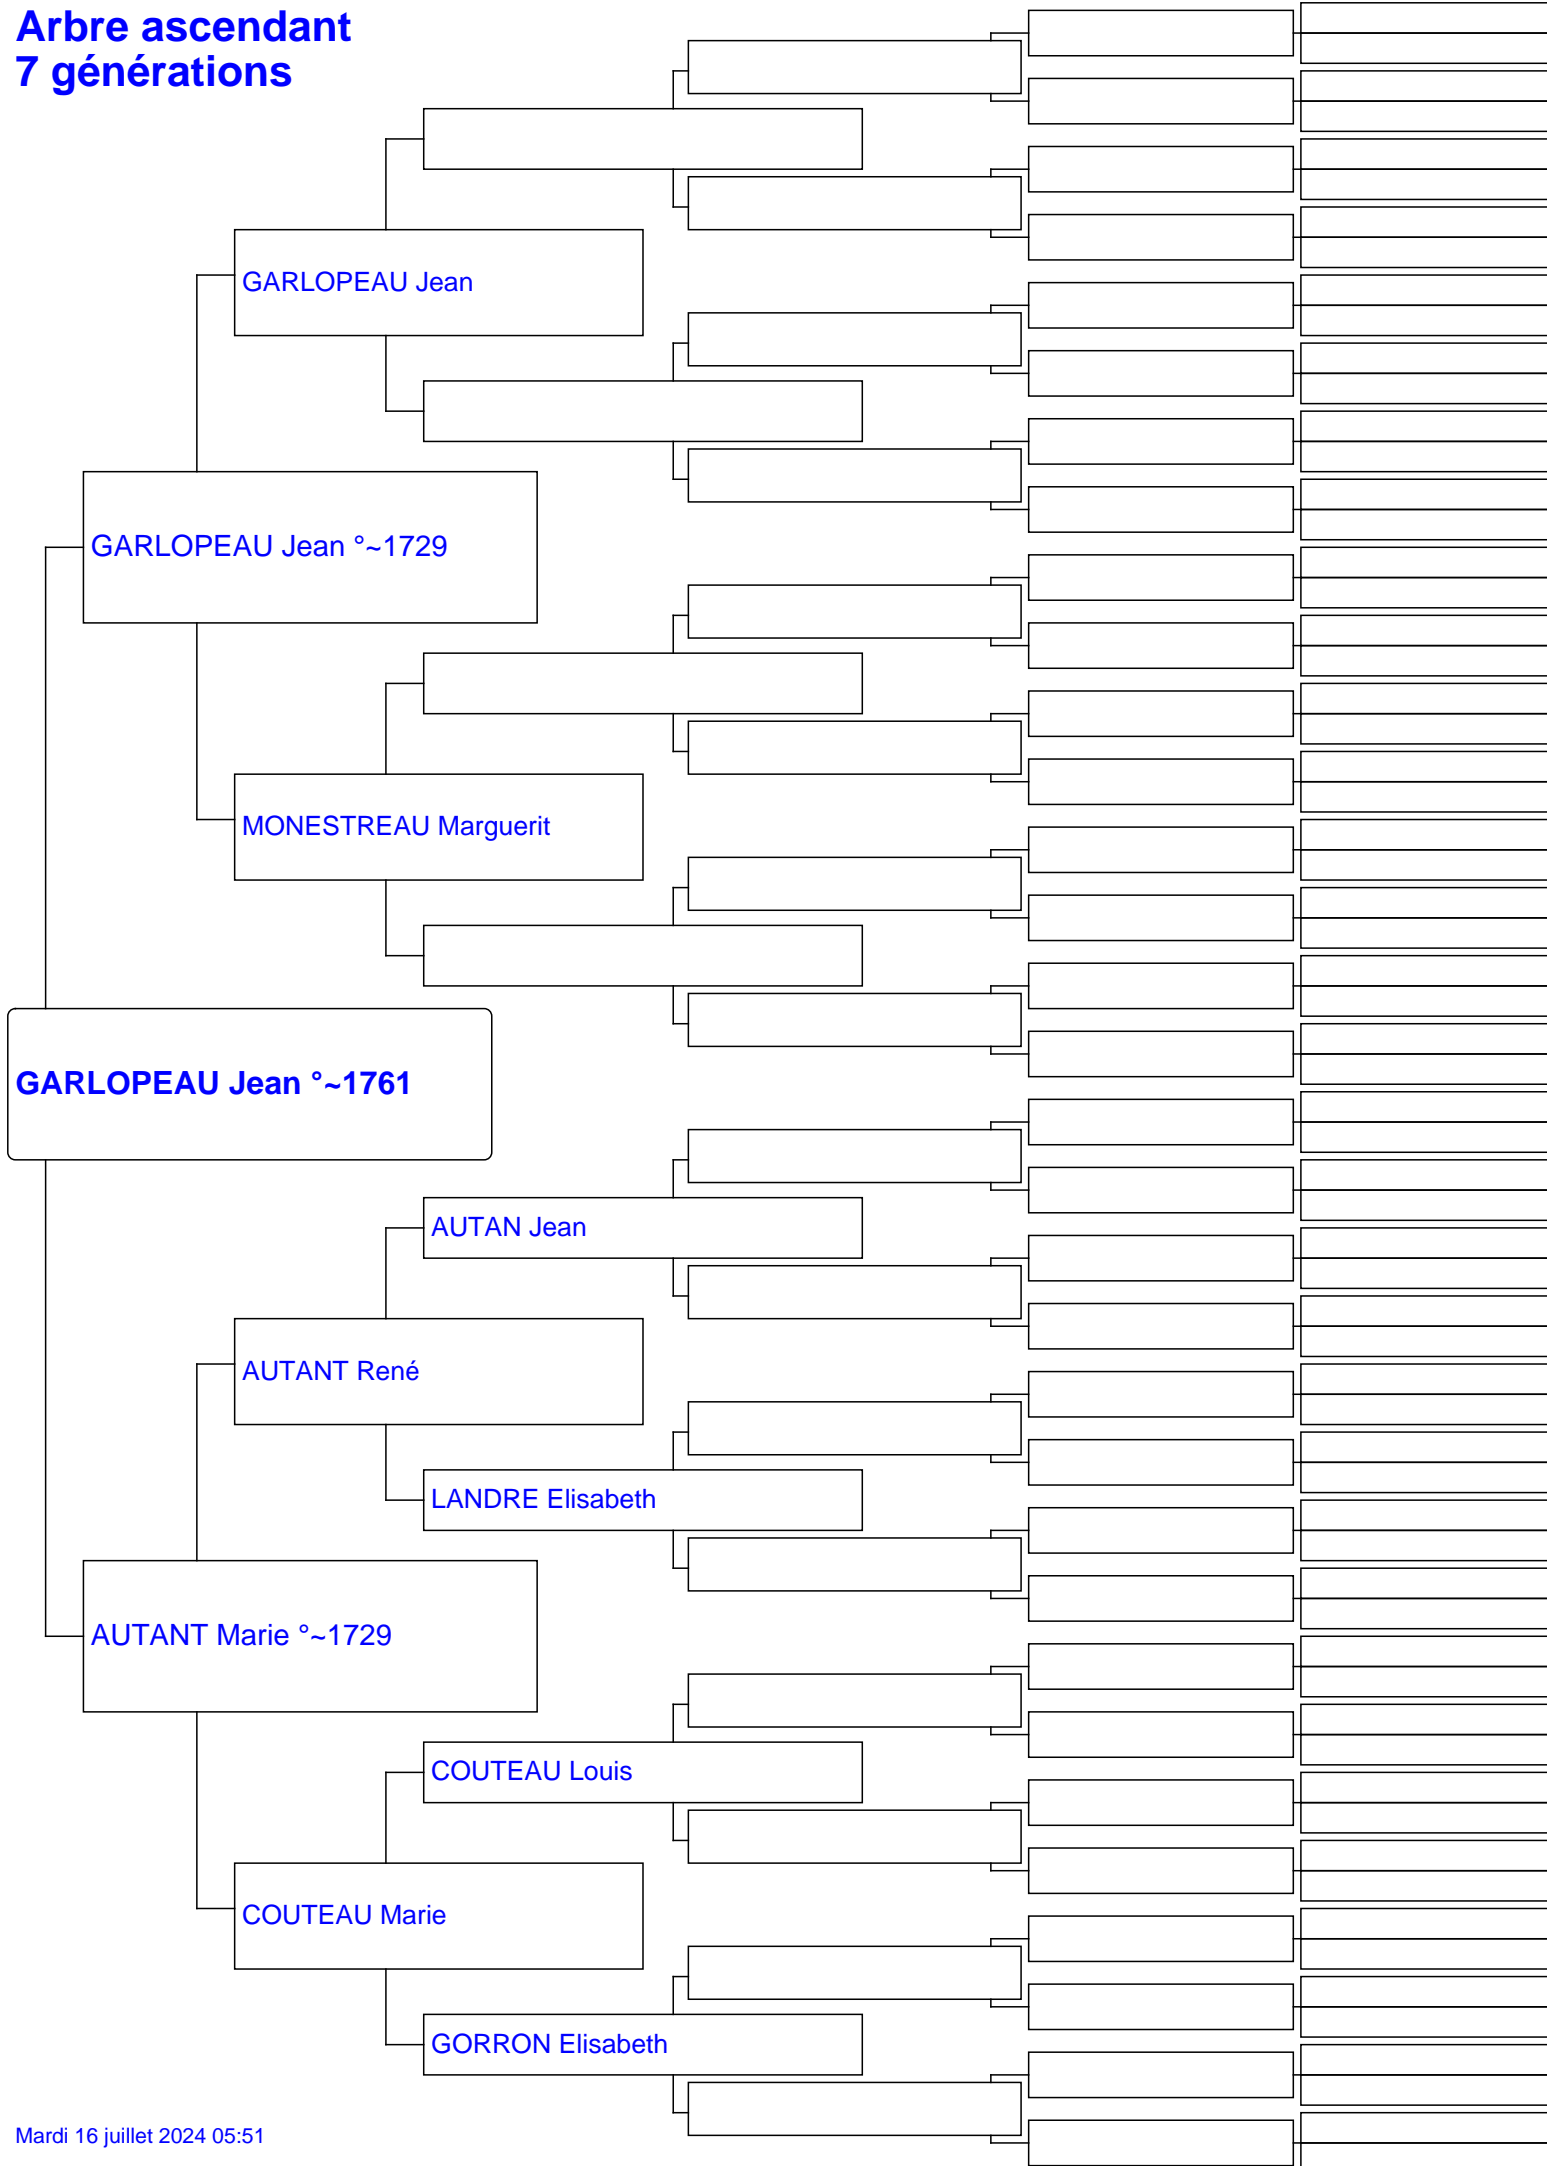 Arbre ascendant
7 générations
GARLOPEAU Jean
GARLOPEAU Jean °~1729
MONESTREAU Marguerit
GARLOPEAU Jean °~1761
AUTAN Jean
AUTANT René
LANDRE Elisabeth
AUTANT Marie °~1729
COUTEAU Louis
COUTEAU Marie
GORRON Elisabeth
Mardi 16 juillet 2024 05:51